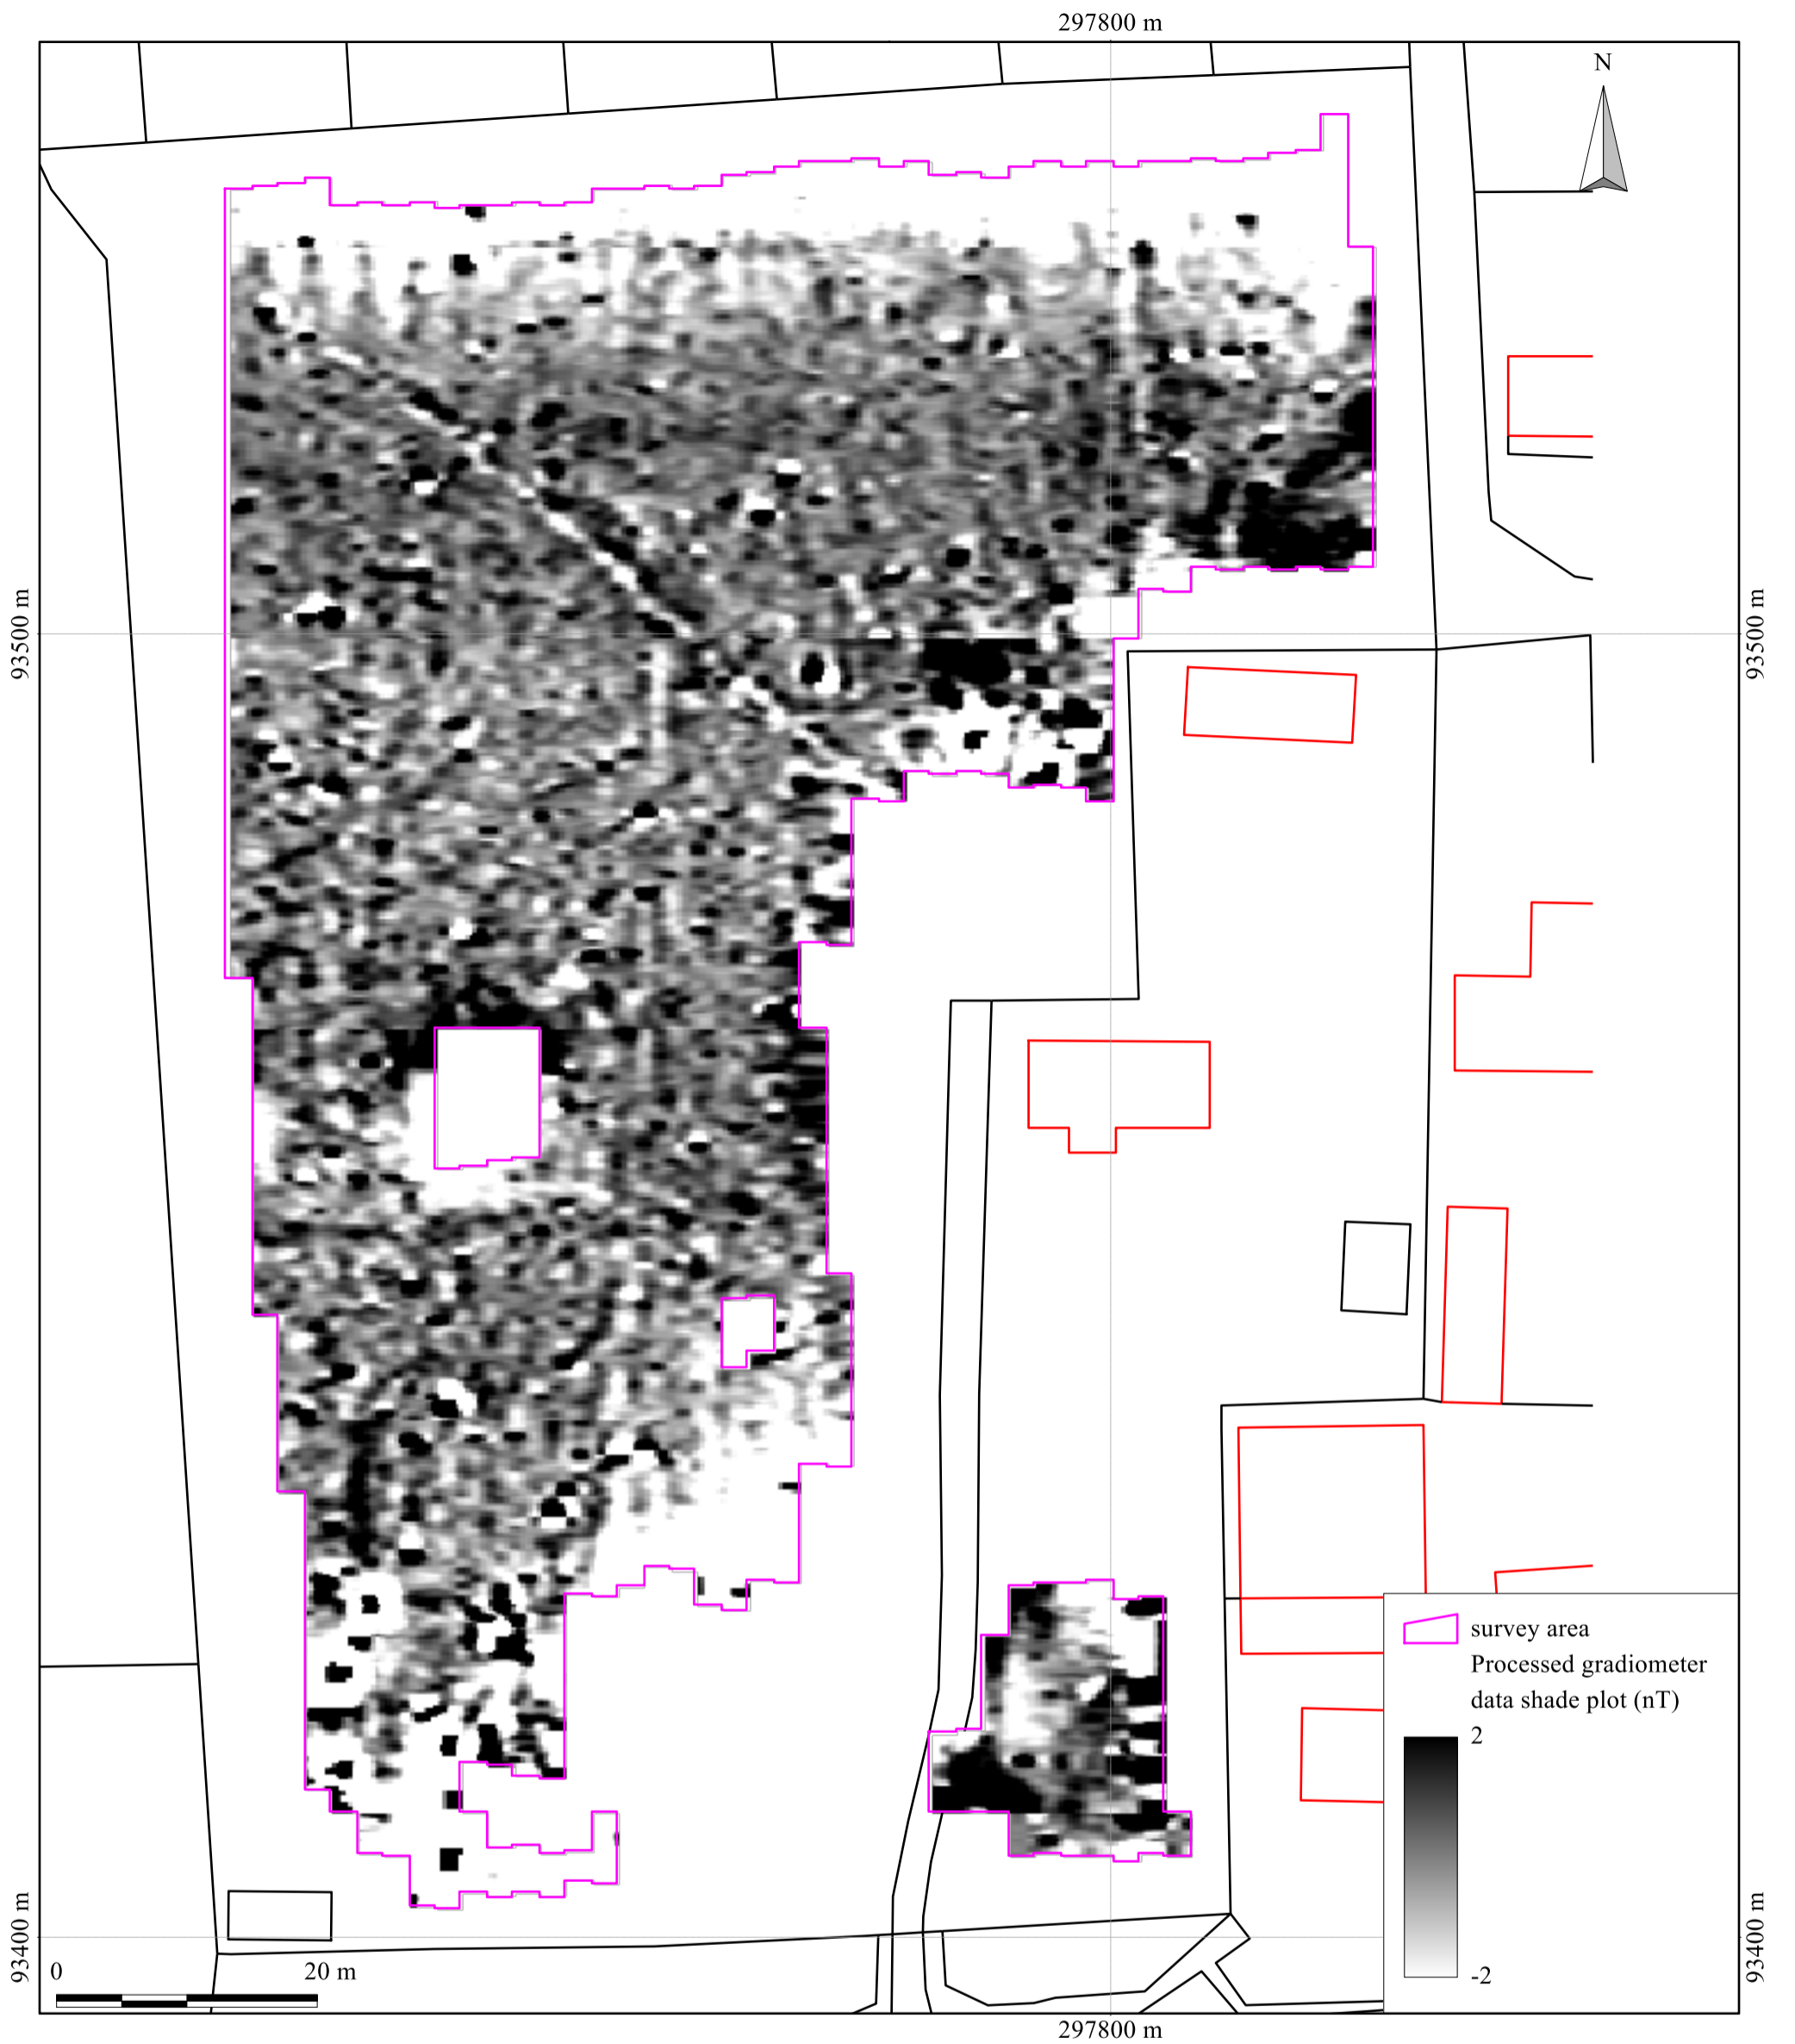 297800 m
N
93500 m
93500 m
survey area
Processed gradiometer
data shade plot (nT)
2
-2
93400 m
93400 m
0 20 m
297800 m